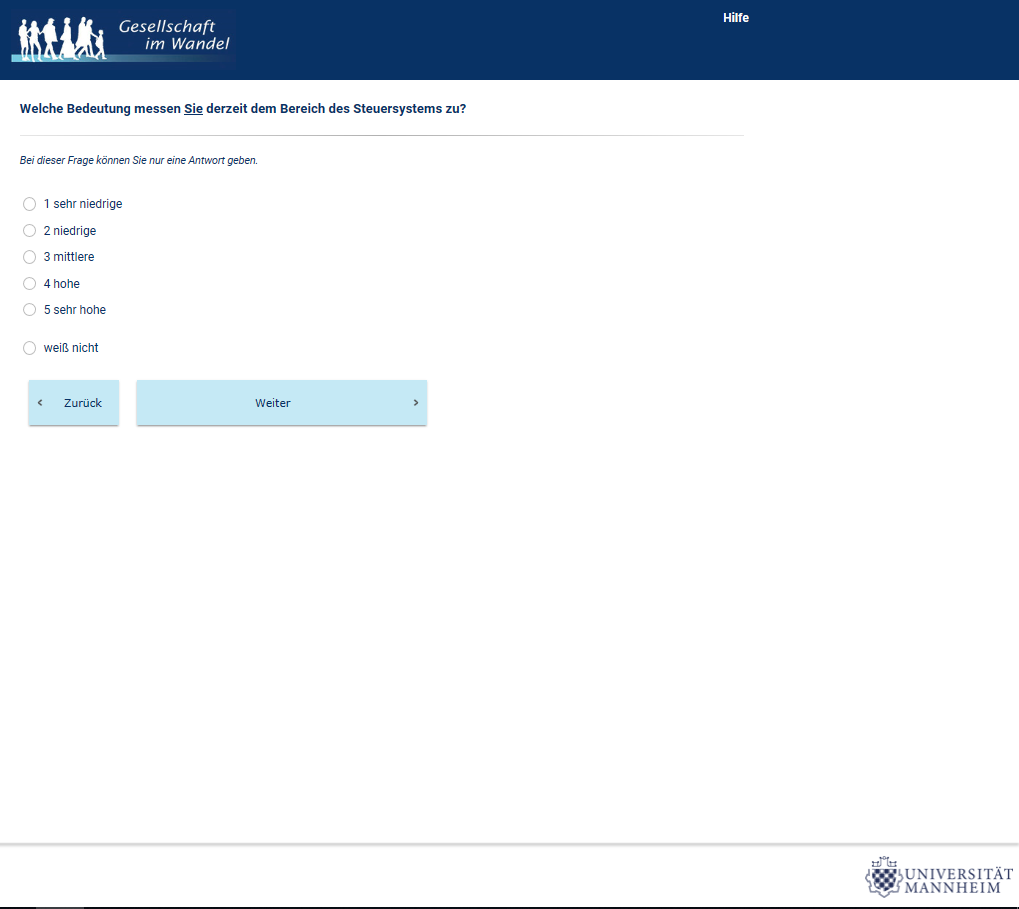 Gesellschaft
im Wandel
Hilfe
Welche Bedeutung messen Sie derzeit dem Bereich des Steuersystems zu?
Bei dieser Frage können Sie nur eine Antwort geben.
1 sehr niedrige
2 niedrige
3 mittlere
4 hohe
5 sehr hohe
weiß nicht
‹ Zurück
Weiter ›
UNIVERSITÄT
MANNHEIM